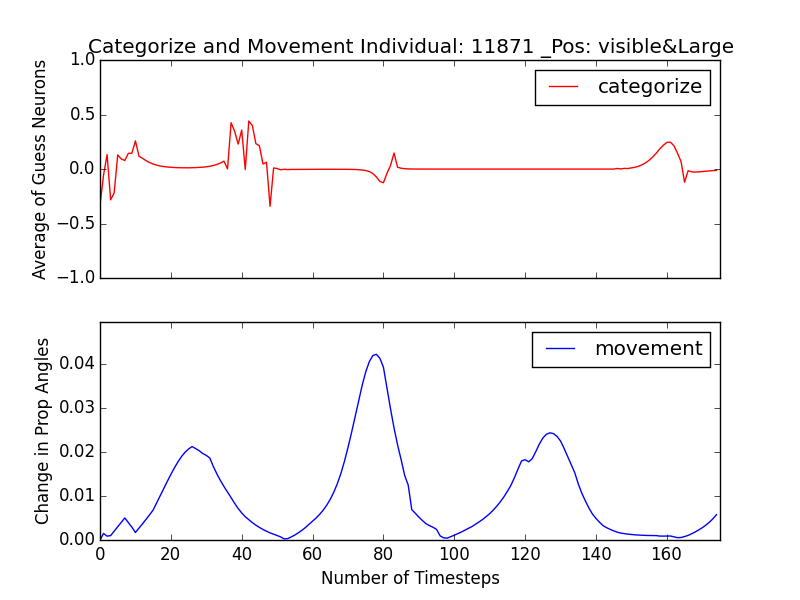 Categorize and Movement Individual: 11871 _Pos: visible&Large
1.0
0.5
0.0
−0.5
−1.0
Average of Guess Neurons
categorize
0.04
0.03
0.02
0.01
0.00
Change in Prop Angles
movement
0 20 40 60 80 100 120 140 160
Number of Timesteps